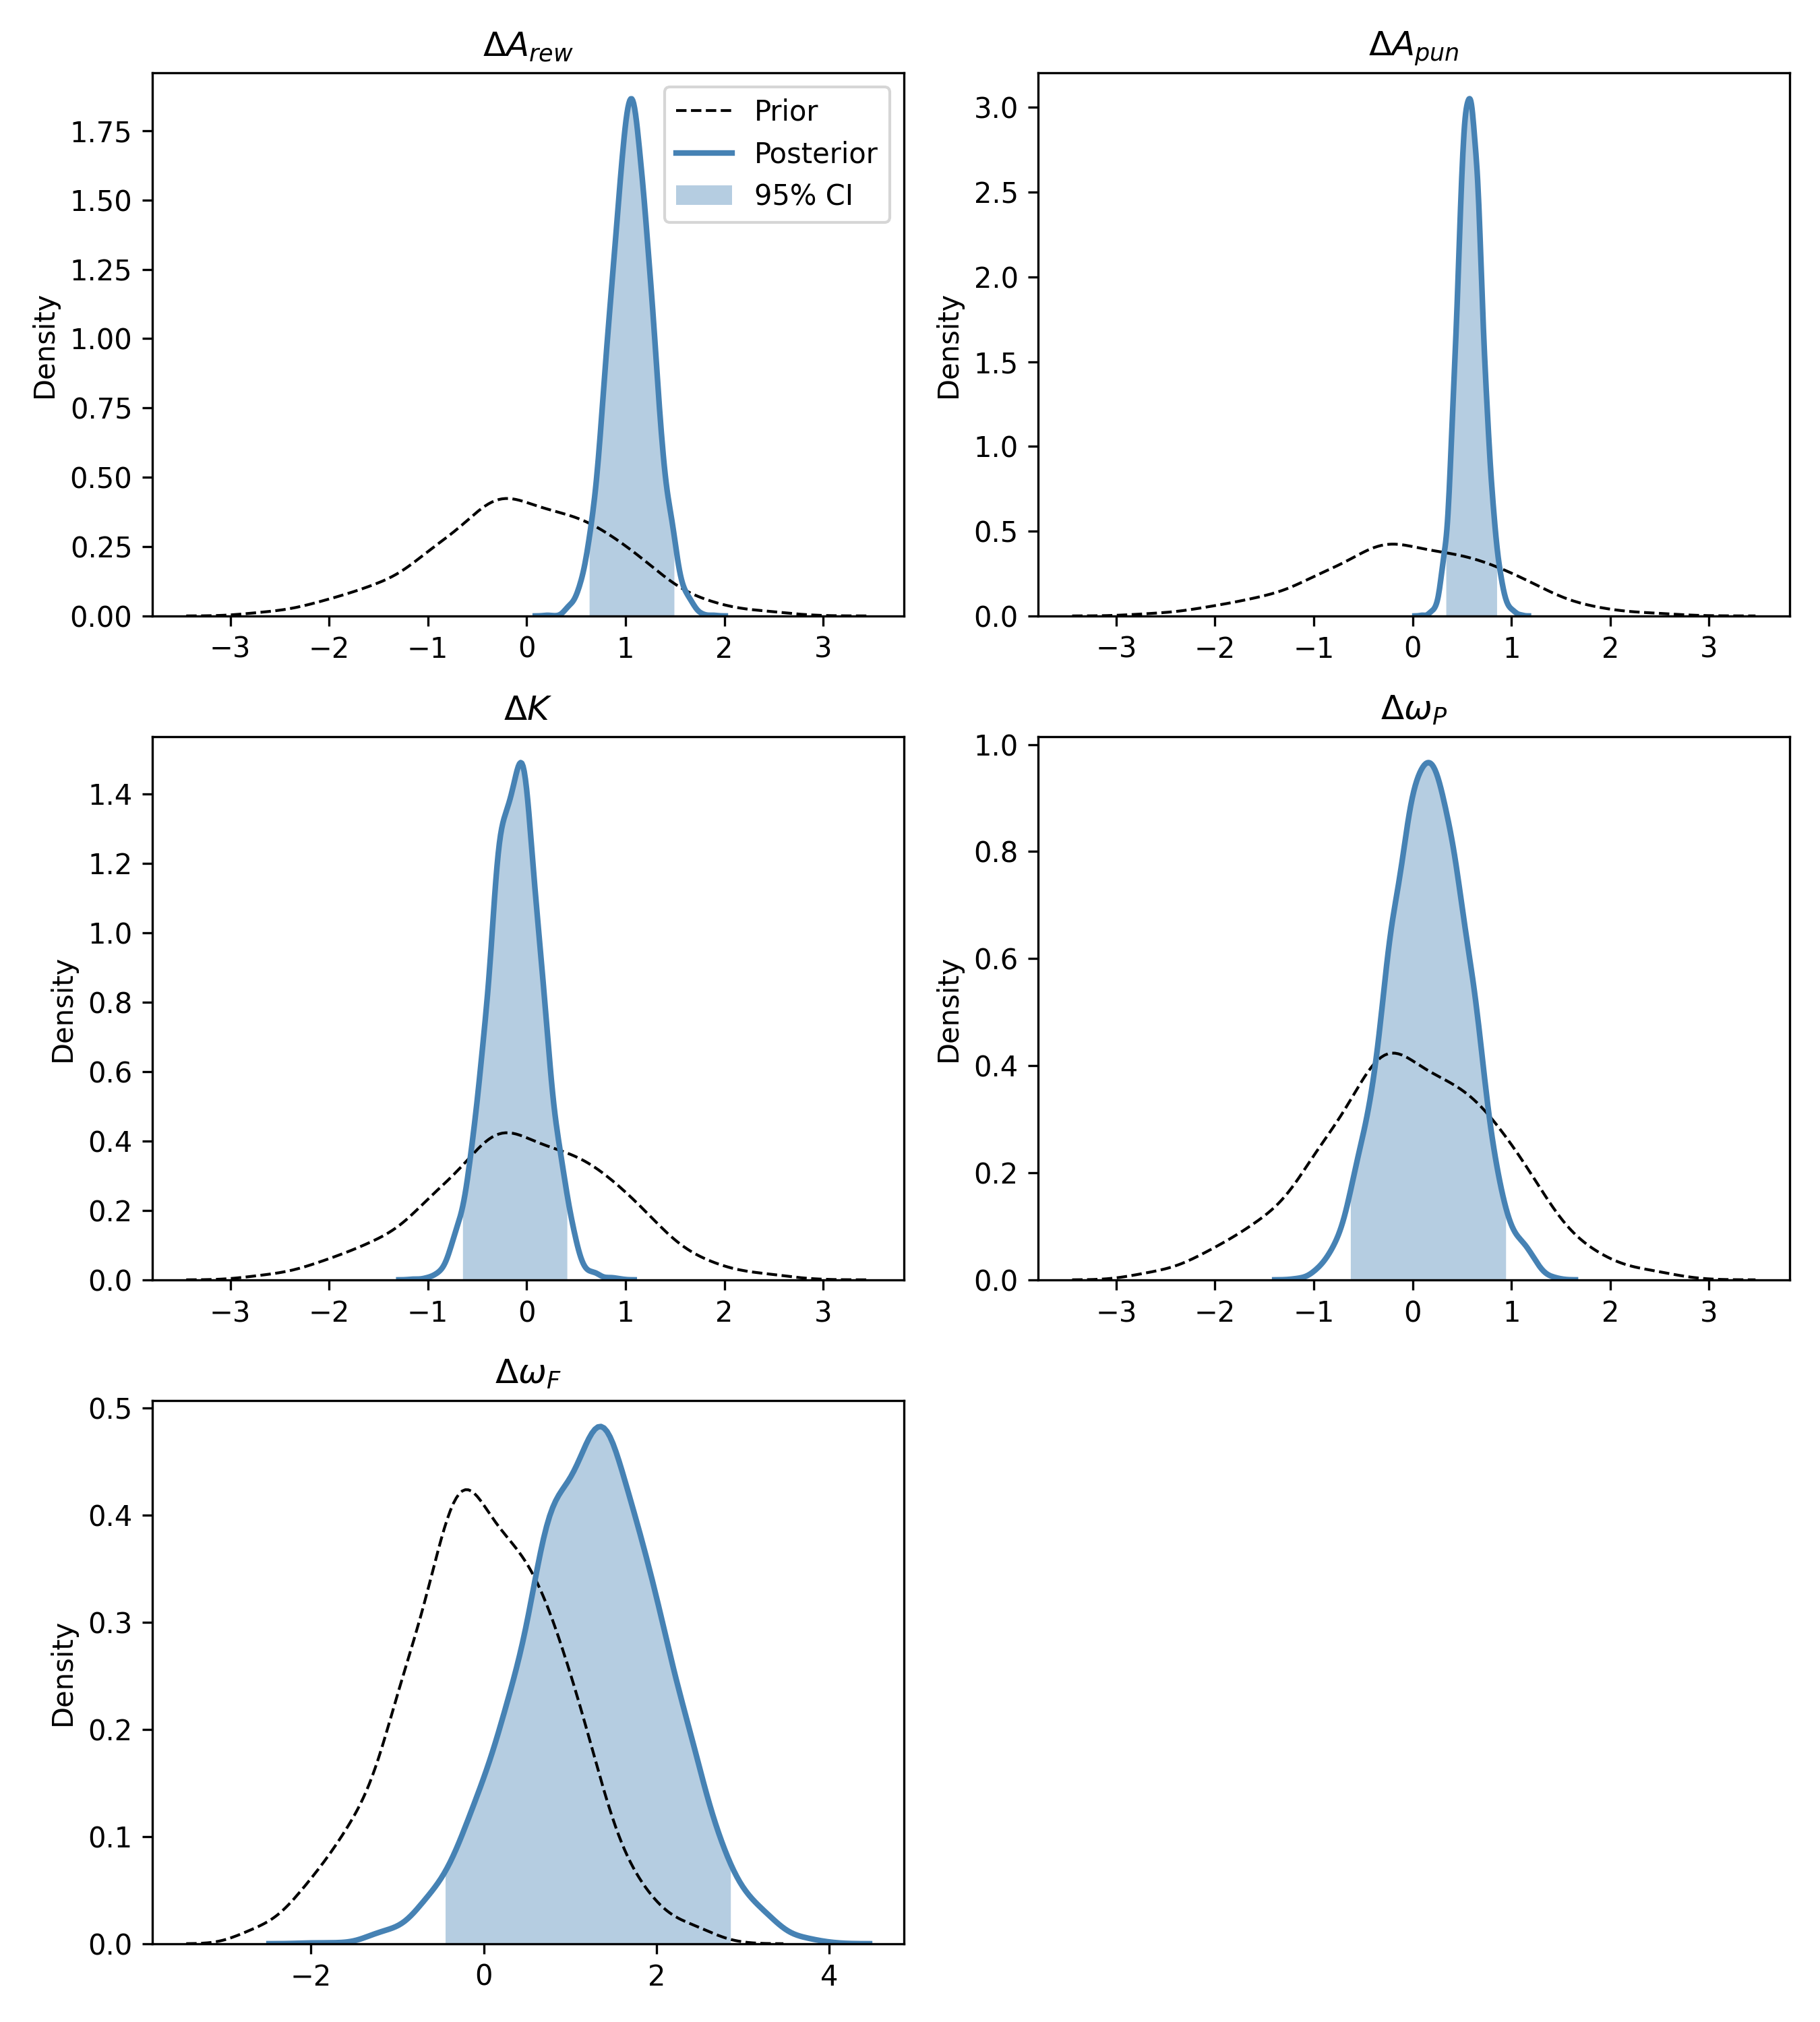 ΔA_rew
Density
1.75
1.50
1.25
1.00
0.75
0.50
0.25
0.00
−3 −2 −1 0 1 2 3
Prior
Posterior
95% CI
ΔA_pun
Density
3.0
2.5
2.0
1.5
1.0
0.5
0.0
−3 −2 −1 0 1 2 3
ΔK
Density
1.4
1.2
1.0
0.8
0.6
0.4
0.2
0.0
−3 −2 −1 0 1 2 3
Δω_P
Density
1.0
0.8
0.6
0.4
0.2
0.0
−3 −2 −1 0 1 2 3
Δω_F
Density
0.5
0.4
0.3
0.2
0.1
0.0
−2 0 2 4